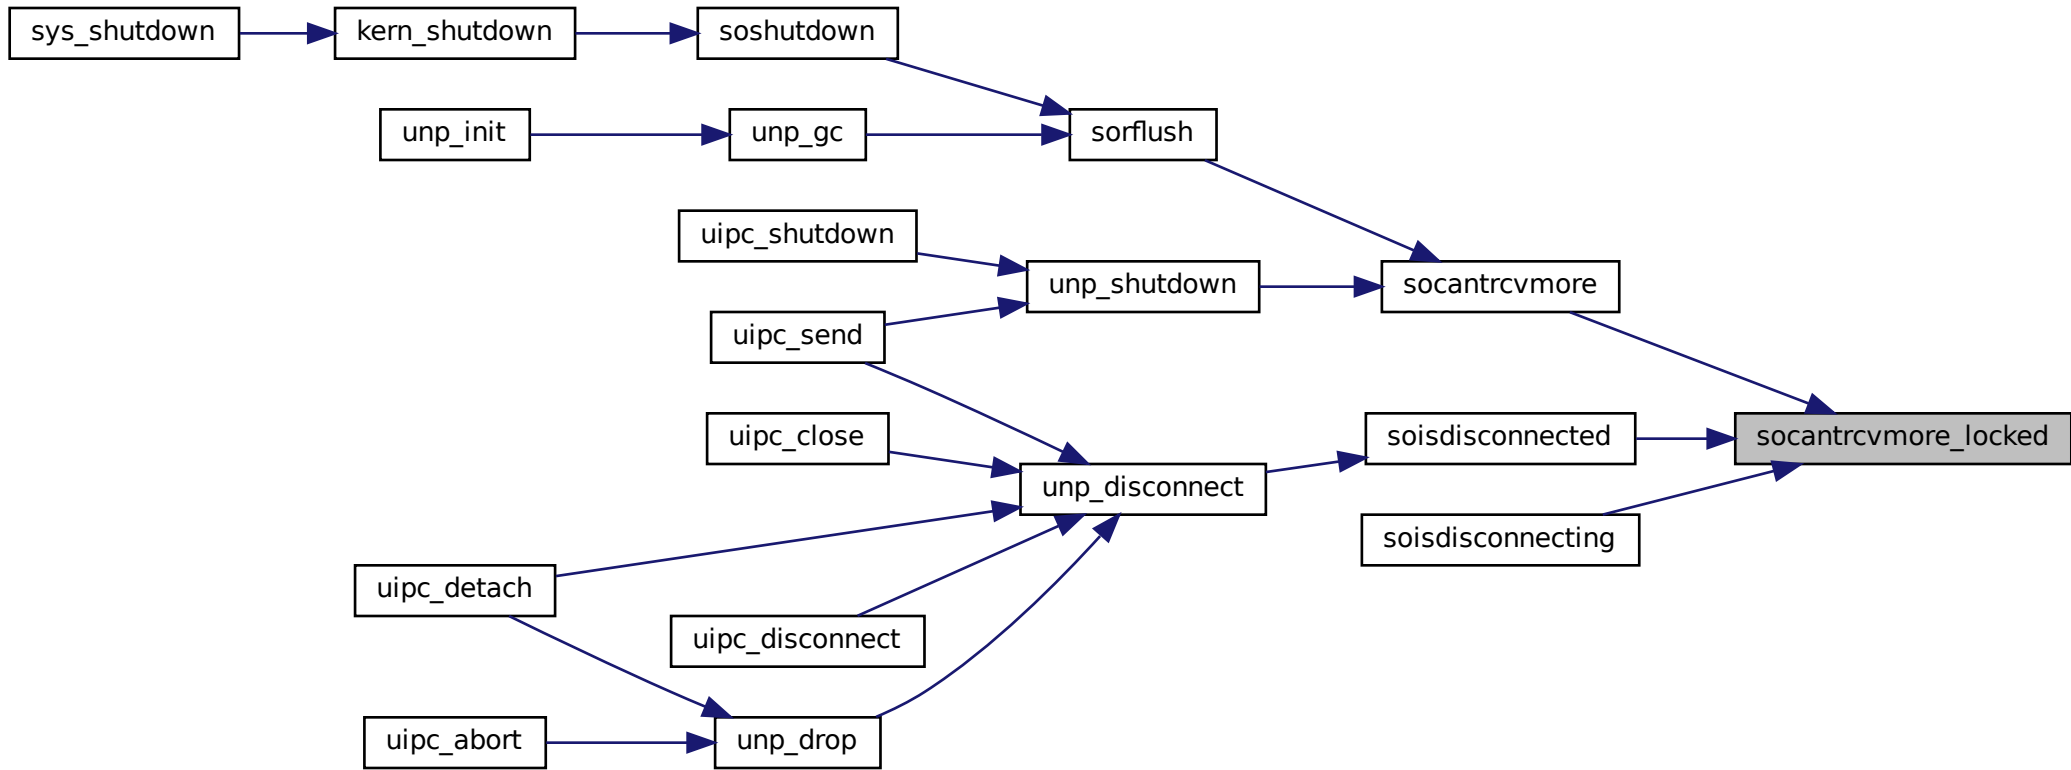 sys_shutdown
kern_shutdown
soshutdown
unp_init
unp_gc
sorflush
uipc_shutdown
unp_shutdown
socantrcvmore
uipc_send
uipc_close
soisdisconnected
socantrcvmore_locked
unp_disconnect
soisdisconnecting
uipc_detach
uipc_disconnect
uipc_abort
unp_drop